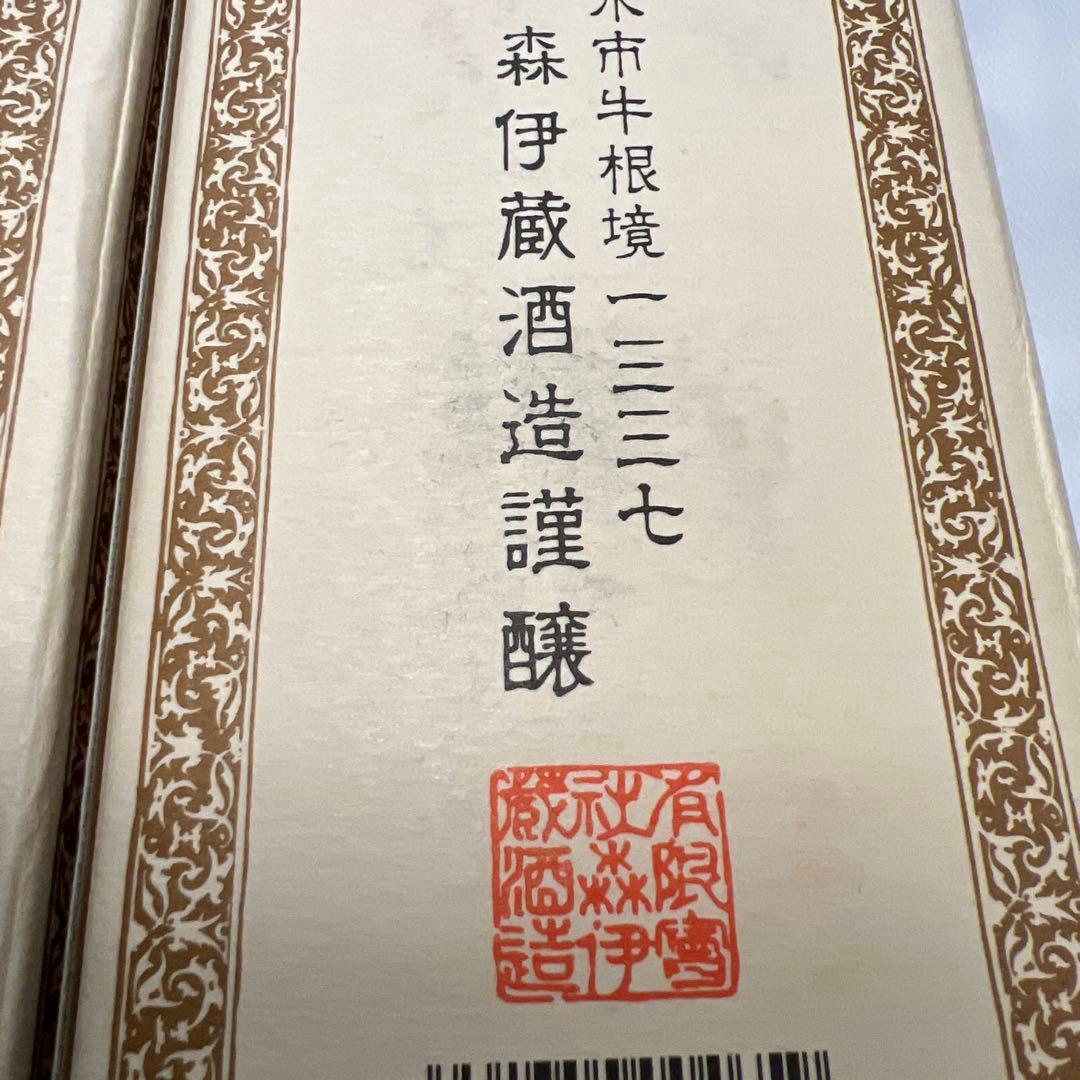 水市牛根境一三三七
森伊蔵酒造謹醸
有限會
社森伊
藏酒造